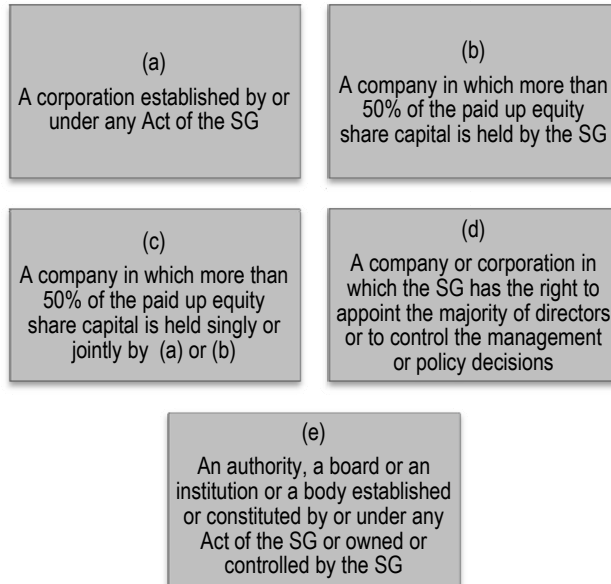 (a)
A corporation established by or
under any Act of the SG
(b)
A company in which more than
50% of the paid up equity
share capital is held by the SG
(c)
A company in which more than
50% of the paid up equity
share capital is held singly or
jointly by (a) or (b)
(d)
A company or corporation in
which the SG has the right to
appoint the majority of directors
or to control the management
or policy decisions
(e)
An authority, a board or an
institution or a body established
or constituted by or under any
Act of the SG or owned or
controlled by the SG